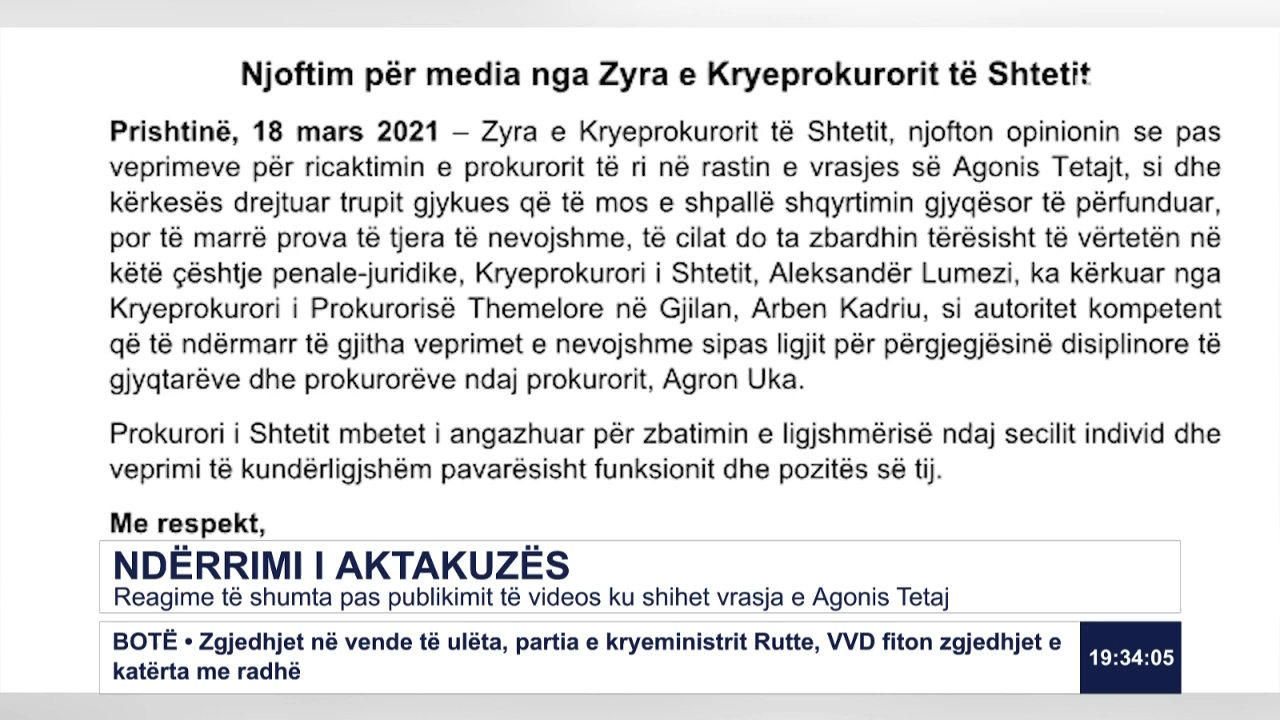 Njoftim për media nga Zyra e Kryeprokurorit të Shtetit
Prishtinë, 18 mars 2021 – Zyra e Kryeprokurorit të Shtetit, njofton opinionin se pas
veprimeve për ricaktimin e prokurorit të ri në rastin e vrasjes së Agonis Tetajt, si dhe
kërkesës drejtuar trupit gjykues që të mos e shpallë shqyrtimin gjyqësor të përfunduar,
por të marrë prova të tjera të nevojshme, të cilat do ta zbardhin tërësisht të vërtetën në
këtë çështje penale-juridike, Kryeprokurori i Shtetit, Aleksandër Lumezi, ka kërkuar nga
Kryeprokurori i Prokurorisë Themelore në Gjilan, Arben Kadriu, si autoritet kompetent
që të ndërmarr të gjitha veprimet e nevojshme sipas ligjit për përgjegjësinë disiplinore të
gjyqtarëve dhe prokurorëve ndaj prokurorit, Agron Uka.
Prokurori i Shtetit mbetet i angazhuar për zbatimin e ligjshmërisë ndaj secilit individ dhe
veprimi të kundërligjshëm pavarësisht funksionit dhe pozitës së tij.
Me respekt,
NDËRRIMI I AKTAKUZËS
Reagime të shumta pas publikimit të videos ku shihet vrasja e Agonis Tetaj
BOTË • Zgjedhjet në vende të ulëta, partia e kryeministrit Rutte, VVD fiton zgjedhjet e
katërta me radhë
19:34:05